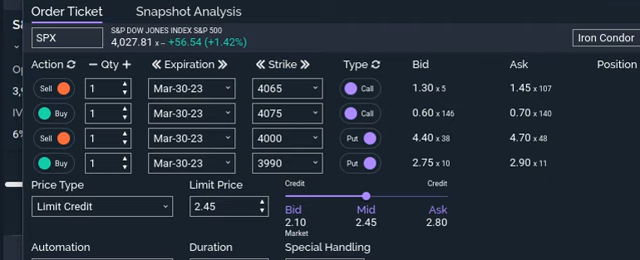 Order Ticket Snapshot Analysis
SPX S&P DOW JONES INDEX S&P 500
4,027.81 x – +56.54 (+1.42%) Iron Condor
Action Qty Expiration Strike Type Bid Ask Position
Sell 1 Mar-30-23 4065 Call 1.30 x 5 1.45 x 107
Buy 1 Mar-30-23 4075 Call 0.60 x 146 0.70 x 140
Sell 1 Mar-30-23 4000 Put 4.40 x 38 4.70 x 48
Buy 1 Mar-30-23 3990 Put 2.75 x 10 2.90 x 11
Price Type Limit Price Credit Credit
Limit Credit 2.45
Bid Mid Ask
2.10 2.45 2.80
Market
Automation Duration Special Handling